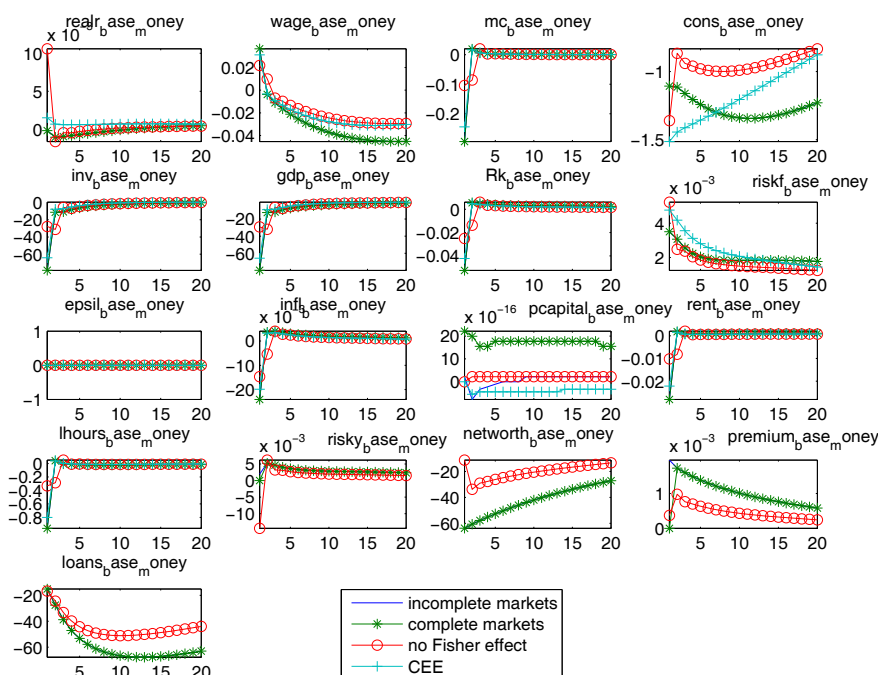 realr_base_money
x 10
10
5
0
5 10 15 20
wage_base_money
0.02
0
−0.02
−0.04
5 10 15 20
mc_base_money
0
−0.1
−0.2
5 10 15 20
cons_base_money
−1
−1.5
5 10 15 20
inv_base_money
0
−20
−40
−60
5 10 15 20
gdp_base_money
0
−20
−40
−60
5 10 15 20
Rk_base_money
0
−0.02
−0.04
5 10 15 20
riskf_base_money
x 10^−3
4
2
5 10 15 20
epsil_base_money
1
0
−1
5 10 15 20
infl_base_money
x 10
0
−10
−20
5 10 15 20
pcapital_base_money
x 10^−16
20
15
10
5
0
−5
5 10 15 20
rent_base_money
0
−0.01
−0.02
5 10 15 20
lhours_base_money
0
−0.2
−0.4
−0.6
−0.8
5 10 15 20
risky_base_money
x 10^−3
5
0
−5
−10
5 10 15 20
networth_base_money
−20
−40
−60
5 10 15 20
premium_base_money
x 10^−3
1
0
5 10 15 20
loans_base_money
−20
−40
−60
5 10 15 20
incomplete markets
complete markets
no Fisher effect
CEE